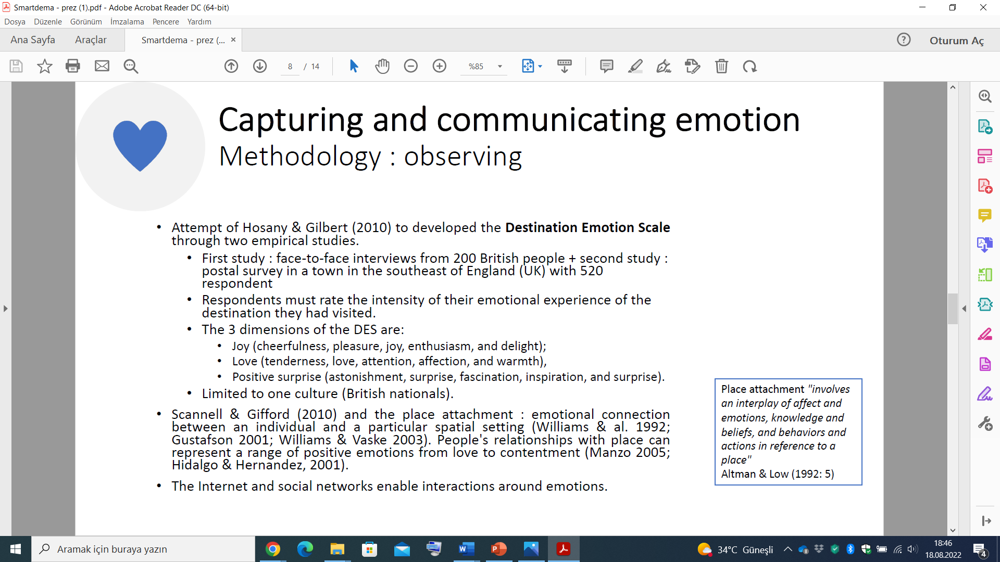 Smartdema - prez (1).pdf - Adobe Acrobat Reader DC (64-bit)
Dosya Düzenle Görünüm İmzalama Pencere Yardım
Ana Sayfa Araçlar Smartdema - prez (... × Oturum Aç
8 / 14 %85
Capturing and communicating emotion
Methodology : observing
• Attempt of Hosany & Gilbert (2010) to developed the Destination Emotion Scale
through two empirical studies.
• First study : face-to-face interviews from 200 British people + second study :
postal survey in a town in the southeast of England (UK) with 520
respondent
• Respondents must rate the intensity of their emotional experience of the
destination they had visited.
• The 3 dimensions of the DES are:
• Joy (cheerfulness, pleasure, joy, enthusiasm, and delight);
• Love (tenderness, love, attention, affection, and warmth),
• Positive surprise (astonishment, surprise, fascination, inspiration, and surprise).
• Limited to one culture (British nationals).
• Scannell & Gifford (2010) and the place attachment : emotional connection
between an individual and a particular spatial setting (Williams & al. 1992;
Gustafson 2001; Williams & Vaske 2003). People's relationships with place can
represent a range of positive emotions from love to contentment (Manzo 2005;
Hidalgo & Hernandez, 2001).
• The Internet and social networks enable interactions around emotions.
Place attachment "involves
an interplay of affect and
emotions, knowledge and
beliefs, and behaviors and
actions in reference to a
place"
Altman & Low (1992: 5)
Aramak için buraya yazın
34°C Güneşli
18:46
18.08.2022
4